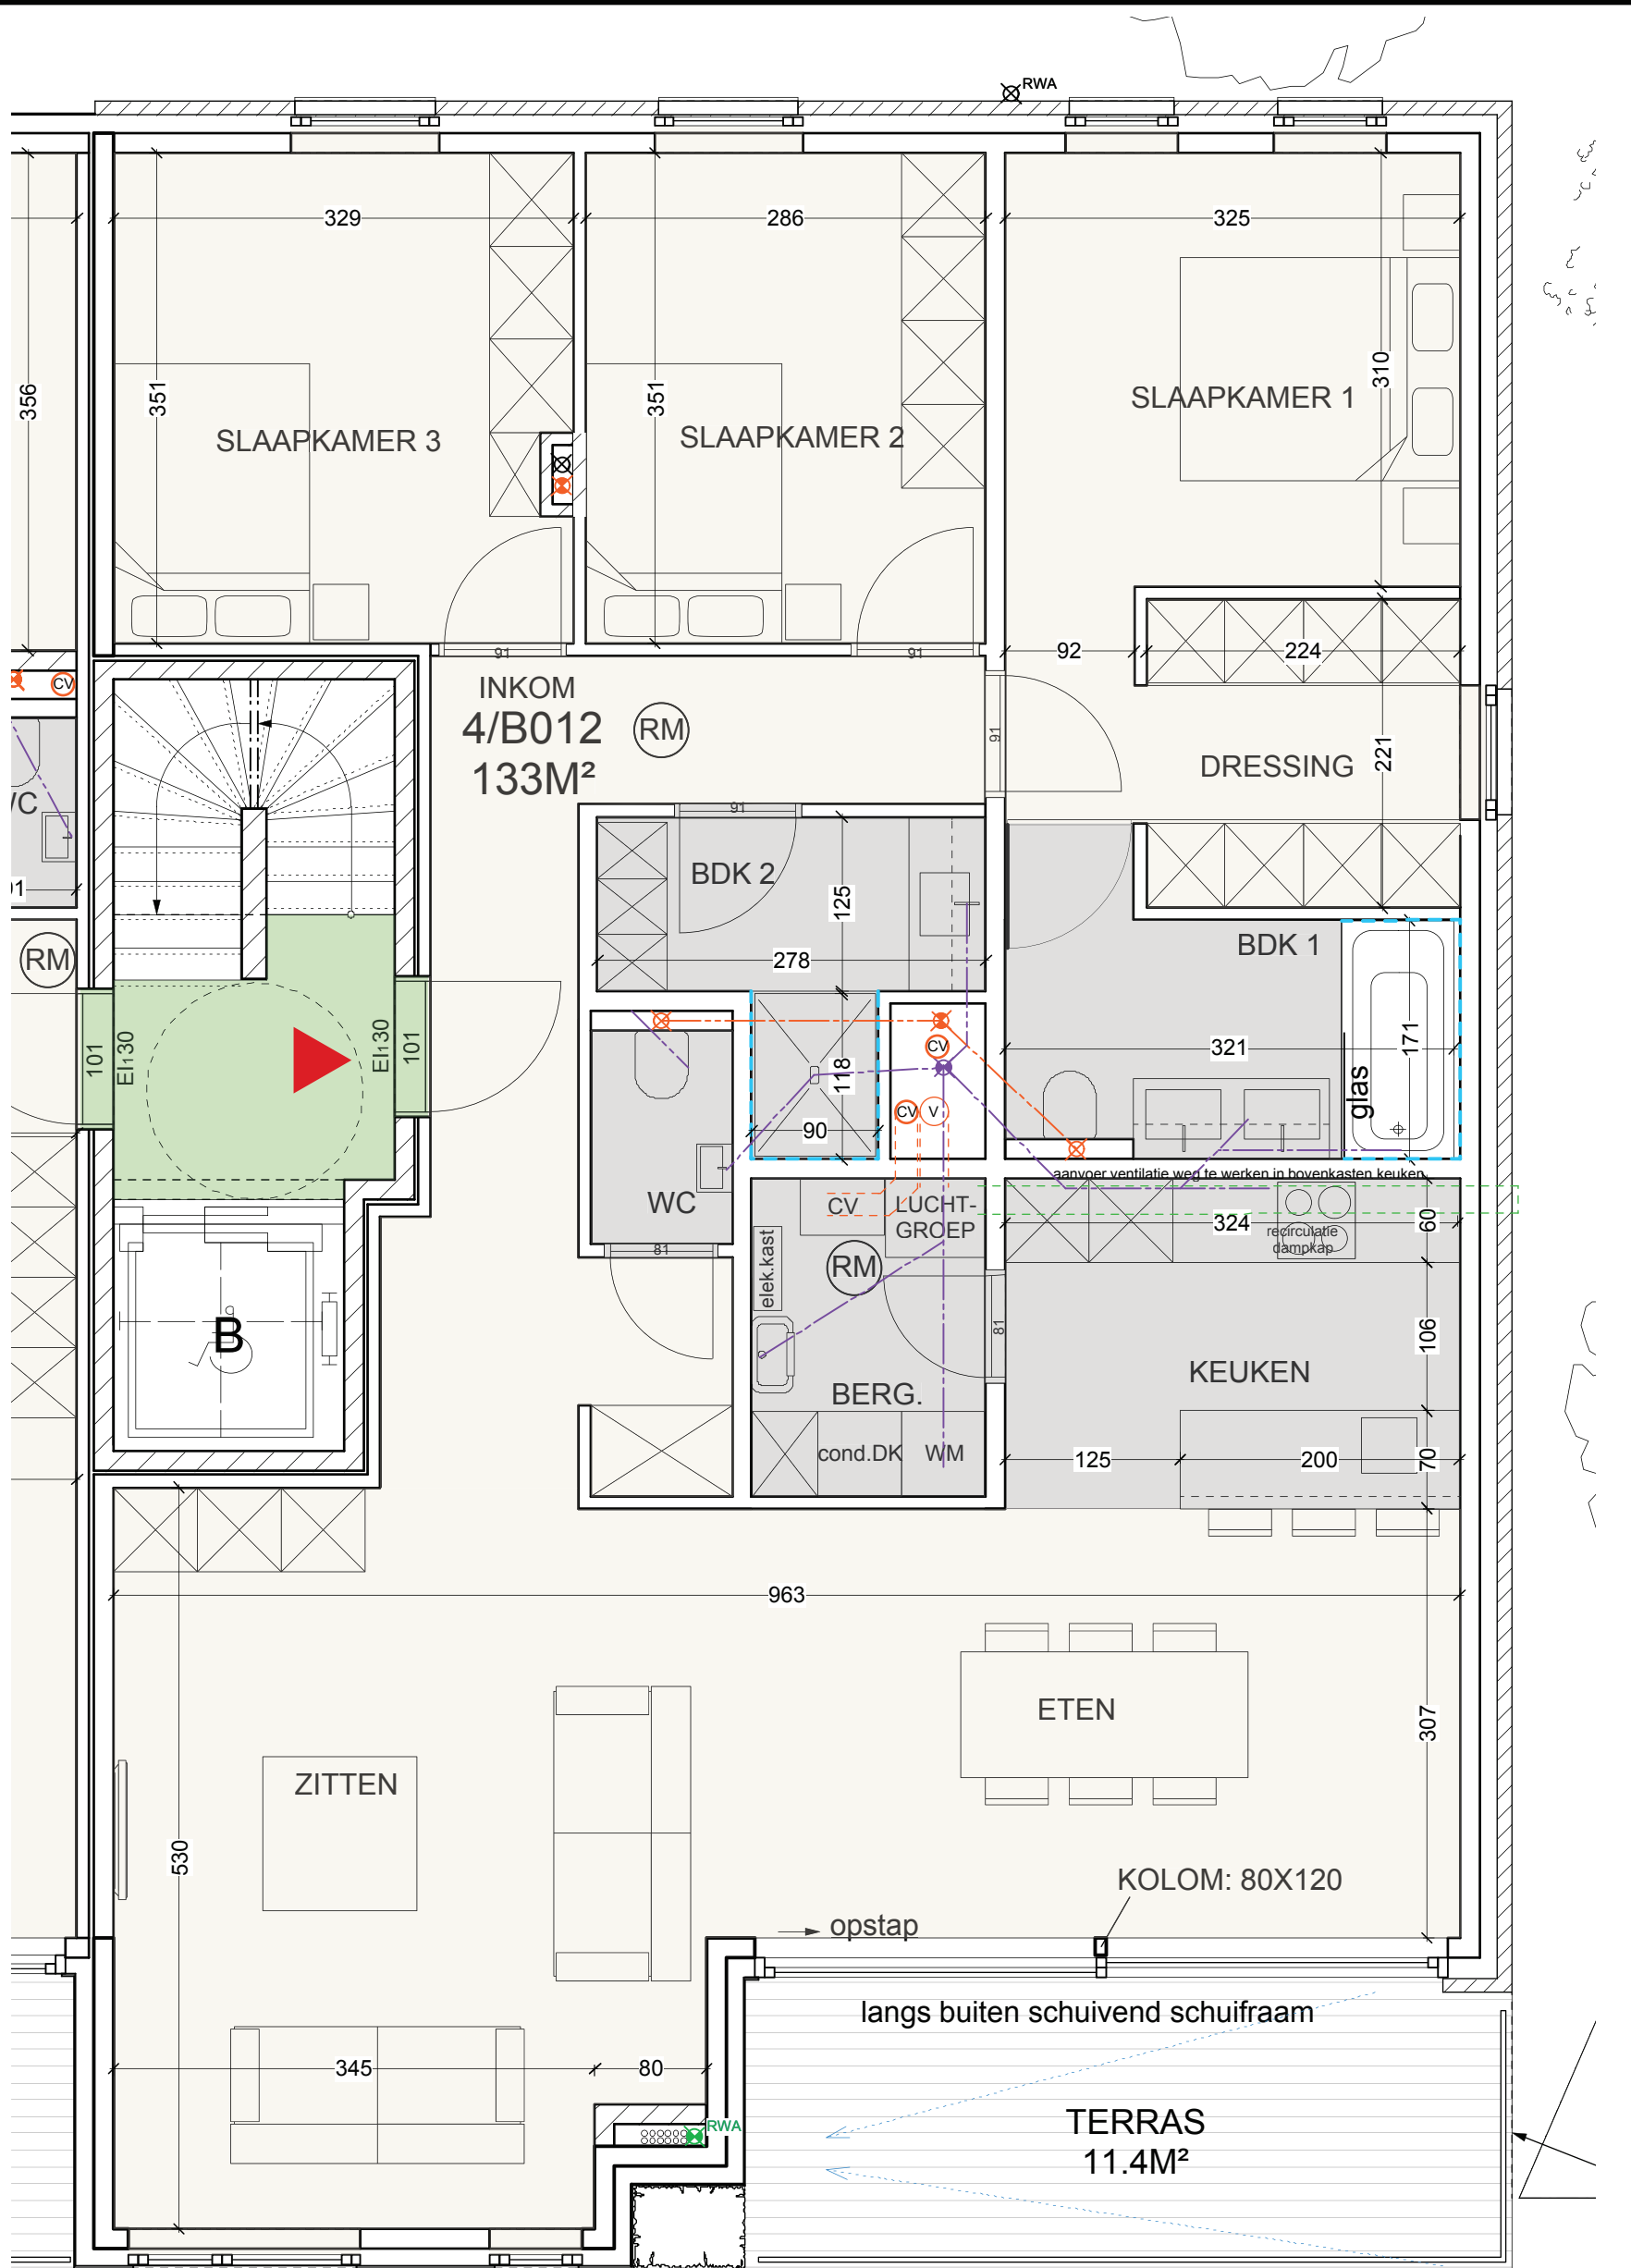 RWA
329
286
325
356
351
351
310
SLAAPKAMER 3
SLAAPKAMER 2
SLAAPKAMER 1
91
91
92
224
CV
INKOM
4/B012
133M²
RM
91
DRESSING
221
91
BDK 2
125
278
BDK 1
RM
101
EI₁30
EI₁30
101
118
90
CV
CV
V
321
171
glas
aanvoer ventilatie weg te werken in bovenkasten keuken
WC
CV
LUCHT-
GROEP
324
60
recirculatie
dampkap
81
elek.kast
RM
81
106
B
KEUKEN
BERG.
cond.DK
WM
125
200
70
963
ETEN
307
ZITTEN
530
KOLOM: 80X120
opstap
langs buiten schuivend schuifraam
345
80
RWA
TERRAS
11.4M²